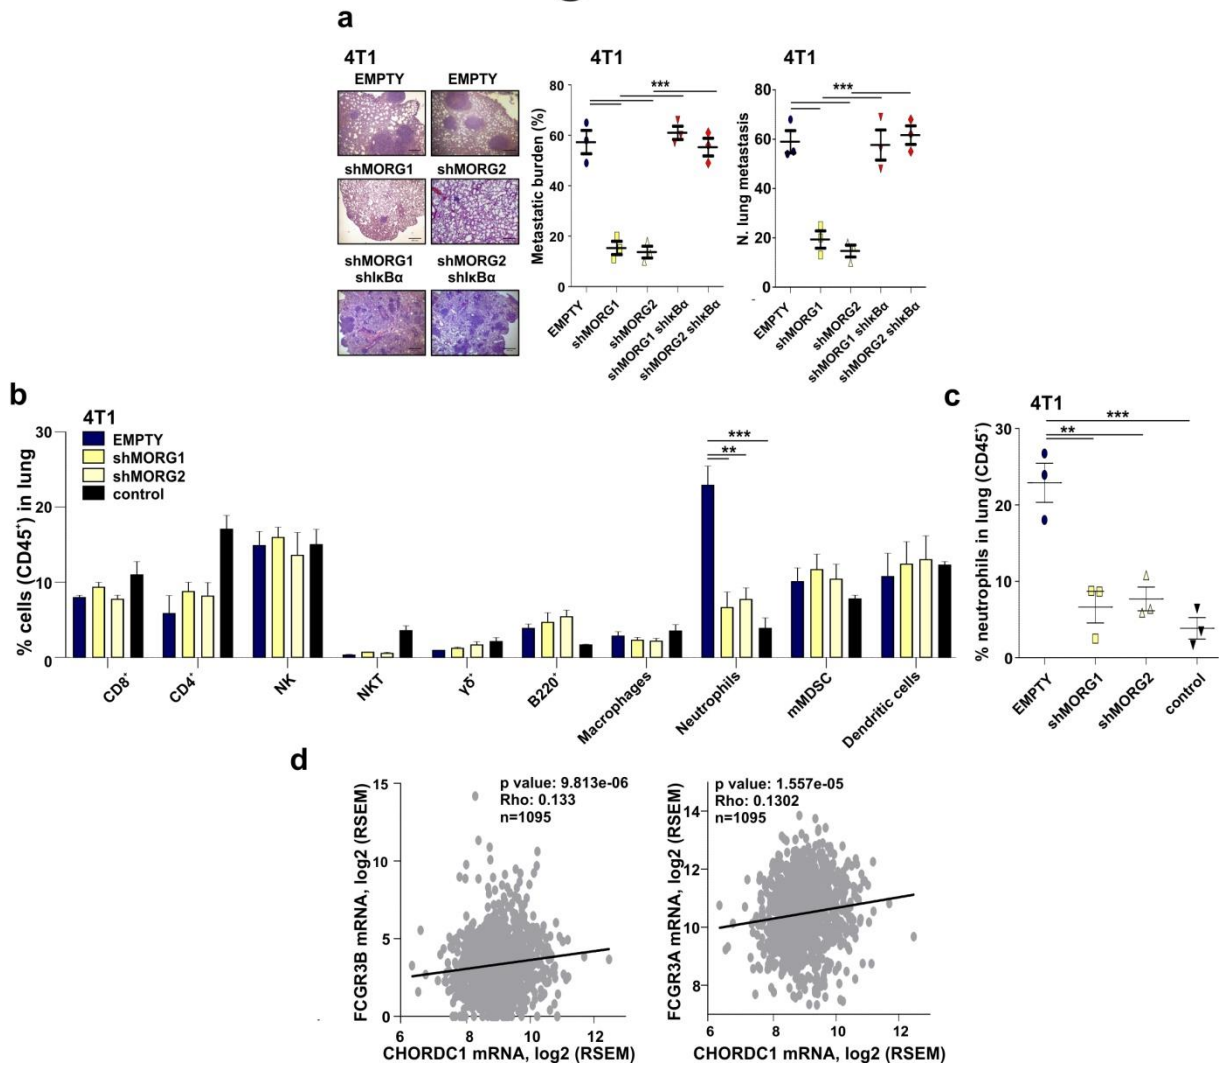 a
4T1
EMPTY
EMPTY
shMORG1
shMORG2
shMORG1
shIκBα
shMORG2
shIκBα
4T1
***
Metastatic burden (%)
80
60
40
20
0
EMPTY
shMORG1
shMORG2
shMORG1 shIκBα
shMORG2 shIκBα
4T1
***
N. lung metastasis
80
60
40
20
0
EMPTY
shMORG1
shMORG2
shMORG1 shIκBα
shMORG2 shIκBα
b
4T1
EMPTY
shMORG1
shMORG2
control
% cells (CD45⁺) in lung
30
20
10
0
***
**
CD8⁺
CD4⁺
NK
NKT
γδ⁺
B220⁺
Macrophages
Neutrophils
mMDSC
Dendritic cells
c
4T1
***
**
% neutrophils in lung (CD45⁺)
30
20
10
0
EMPTY
shMORG1
shMORG2
control
d
p value: 9.813e-06
Rho: 0.133
n=1095
FCGR3B mRNA, log2 (RSEM)
15
10
5
0
6
8
10
12
CHORDC1 mRNA, log2 (RSEM)
p value: 1.557e-05
Rho: 0.1302
n=1095
FCGR3A mRNA, log2 (RSEM)
14
12
10
8
6
8
10
12
CHORDC1 mRNA, log2 (RSEM)